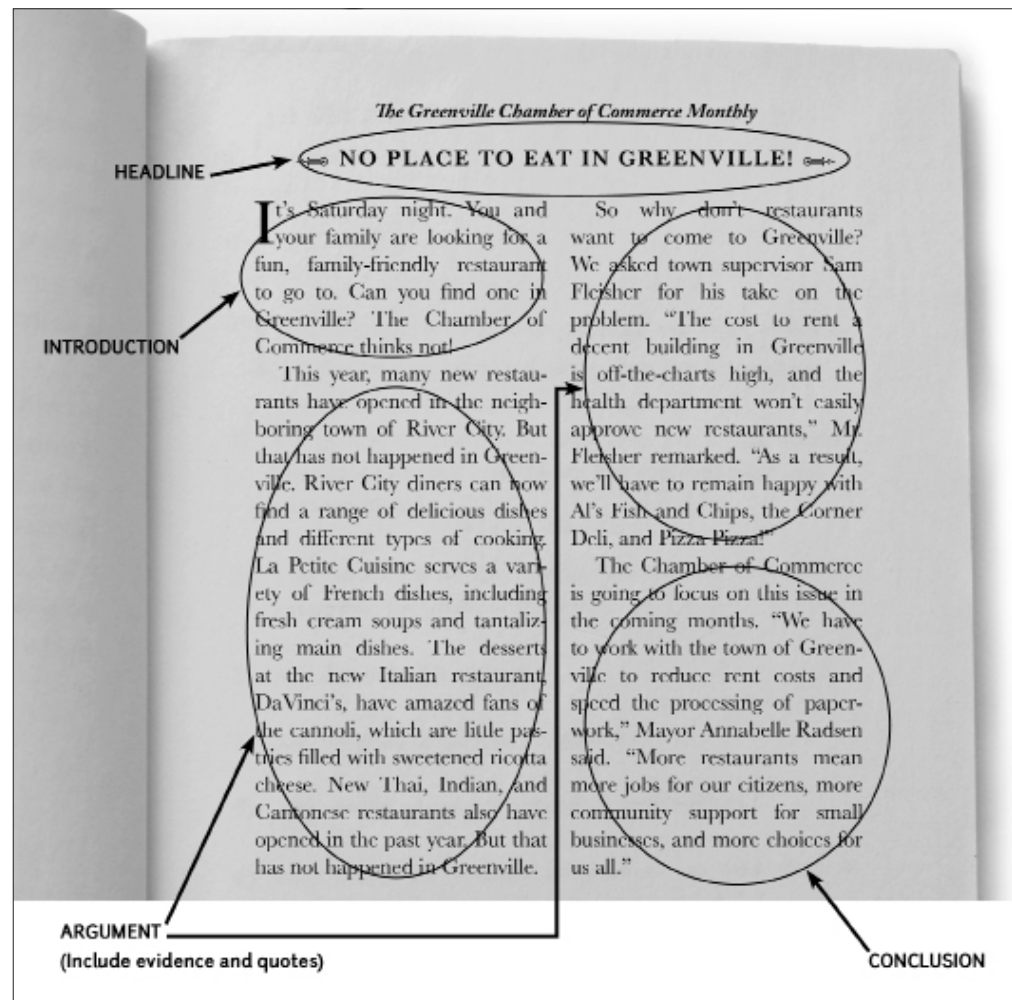 The Greenville Chamber of Commerce Monthly
NO PLACE TO EAT IN GREENVILLE!
HEADLINE
It's Saturday night. You and
your family are looking for a
fun, family-friendly restaurant
to go to. Can you find one in
Greenville? The Chamber of
Commerce thinks not!
INTRODUCTION
This year, many new restau-
rants have opened in the neigh-
boring town of River City. But
that has not happened in Green-
ville. River City diners can now
find a range of delicious dishes
and different types of cooking.
La Petite Cuisine serves a vari-
ety of French dishes, including
fresh cream soups and tantaliz-
ing main dishes. The desserts
at the new Italian restaurant,
DaVinci's, have amazed fans of
the cannoli, which are little pas-
tries filled with sweetened ricotta
cheese. New Thai, Indian, and
Cantonese restaurants also have
opened in the past year. But that
has not happened in Greenville.
So why don't restaurants
want to come to Greenville?
We asked town supervisor Sam
Fleisher for his take on the
problem. “The cost to rent a
decent building in Greenville
is off-the-charts high, and the
health department won't easily
approve new restaurants,” Mr.
Fleisher remarked. “As a result,
we'll have to remain happy with
Al's Fish and Chips, the Corner
Deli, and Pizza Pizza!”
The Chamber of Commerce
is going to focus on this issue in
the coming months. “We have
to work with the town of Green-
ville to reduce rent costs and
speed the processing of paper-
work,” Mayor Annabelle Radsen
said. “More restaurants mean
more jobs for our citizens, more
community support for small
businesses, and more choices for
us all.”
ARGUMENT
(Include evidence and quotes)
CONCLUSION